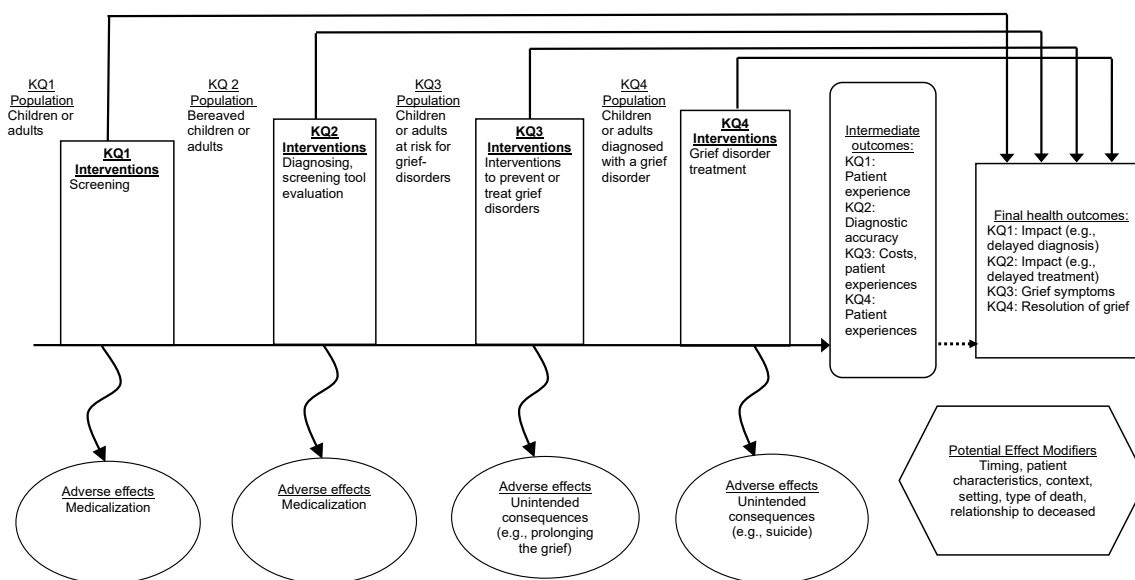 KQ1
Population
Children or
adults
KQ1
Interventions
Screening
KQ 2
Population
Bereaved
children or
adults
KQ2
Interventions
Diagnosing,
screening tool
evaluation
KQ3
Population
Children
or adults
at risk for
grief-
disorders
KQ3
Interventions
Interventions
to prevent or
treat grief
disorders
KQ4
Population
Children
or adults
diagnosed
with a grief
disorder
KQ4
Interventions
Grief disorder
treatment
Intermediate
outcomes:
KQ1:
Patient
experience
KQ2:
Diagnostic
accuracy
KQ3: Costs,
patient
experiences
KQ4:
Patient
experiences
Final health outcomes:
KQ1: Impact (e.g.,
delayed diagnosis)
KQ2: Impact (e.g.,
delayed treatment)
KQ3: Grief symptoms
KQ4: Resolution of grief
Adverse effects
Medicalization
Adverse effects
Medicalization
Adverse effects
Unintended
consequences
(e.g., prolonging
the grief)
Adverse effects
Unintended
consequences
(e.g., suicide)
Potential Effect Modifiers
Timing, patient
characteristics, context,
setting, type of death,
relationship to deceased